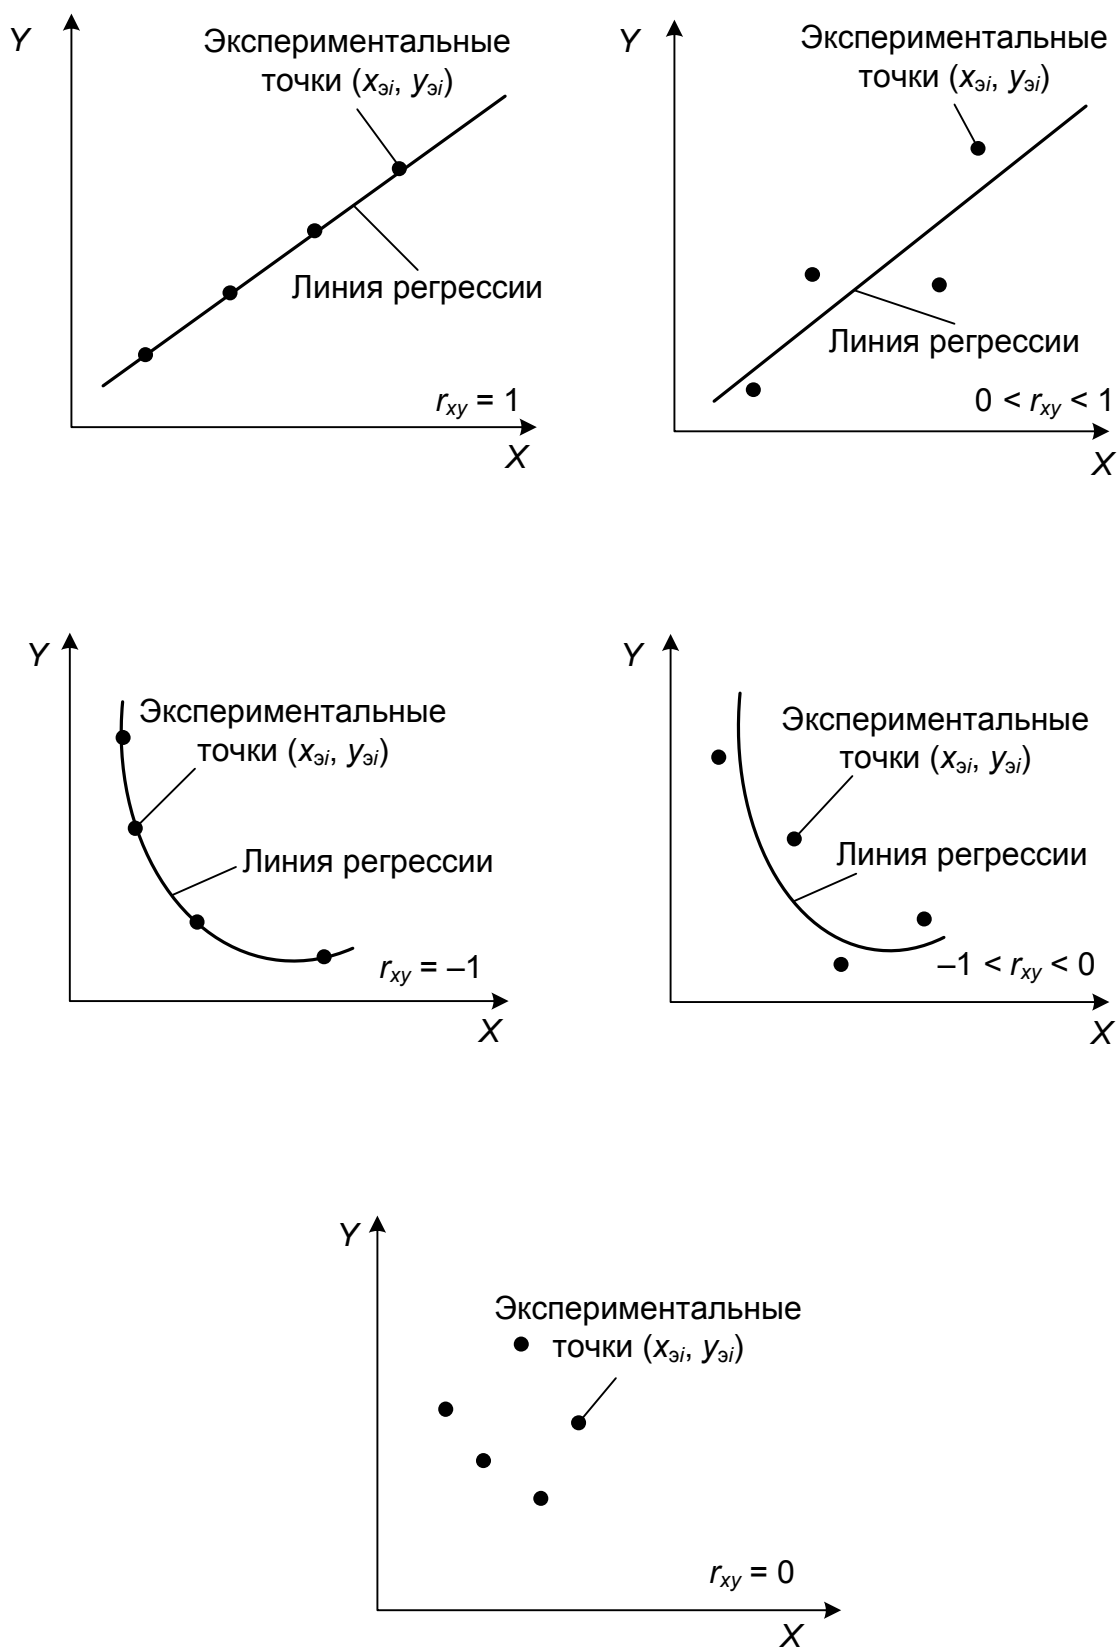 Y
Экспериментальные
точки (xэi, yэi)
Линия регрессии
rxy = 1
X
Y
Экспериментальные
точки (xэi, yэi)
Линия регрессии
0 < rxy < 1
X
Y
Экспериментальные
точки (xэi, yэi)
Линия регрессии
rxy = –1
X
Y
Экспериментальные
точки (xэi, yэi)
Линия регрессии
–1 < rxy < 0
X
Y
Экспериментальные
точки (xэi, yэi)
rxy = 0
X